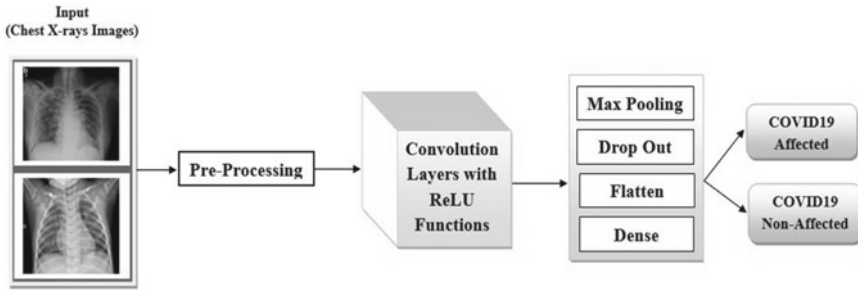 Input
(Chest X-rays Images)
Pre-Processing
Convolution
Layers with
ReLU
Functions
Max Pooling
Drop Out
Flatten
Dense
COVID19
Affected
COVID19
Non-Affected